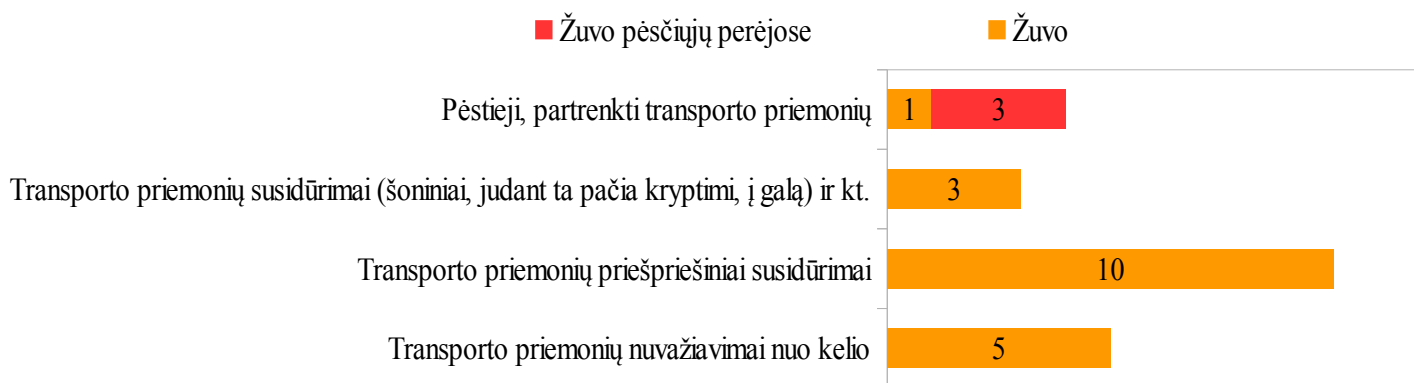 Žuvo pėsčiųjų perėjose Žuvo
Pėstieji, partrenkti transporto priemonių 1 3
Transporto priemonių susidūrimai (šoniniai, judant ta pačia kryptimi, į galą) ir kt. 3
Transporto priemonių priešpriešiniai susidūrimai 10
Transporto priemonių nuvažiavimai nuo kelio 5